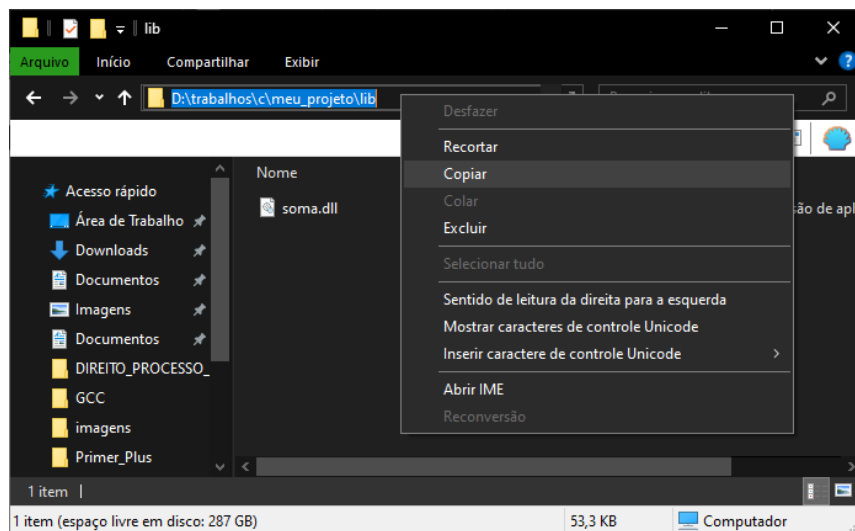 lib
Arquivo Início Compartilhar Exibir
D:\trabalhos\c\meu_projeto\lib
Desfazer
Recortar
Copiar
Colar
Excluir
Selecionar tudo
Sentido de leitura da direita para a esquerda
Mostrar caracteres de controle Unicode
Inserir caractere de controle Unicode
Abrir IME
Reconversão
Nome
soma.dll
são de apl
Acesso rápido
Área de Trabalho
Downloads
Documentos
Imagens
Documentos
DIREITO_PROCESSO_
GCC
imagens
Primer_Plus
1 item
1 item (espaço livre em disco: 287 GB) 53,3 KB Computador